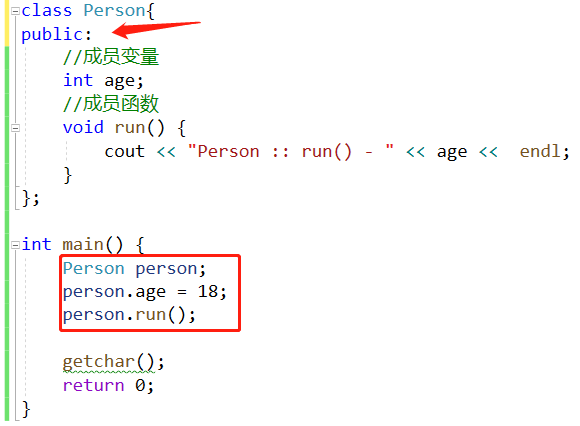 class Person{
public:
//成员变量
int age;
//成员函数
void run() {
cout << "Person :: run() - " << age <<  endl;
}
};
int main() {
Person person;
person.age = 18;
person.run();
getchar();
return 0;
}